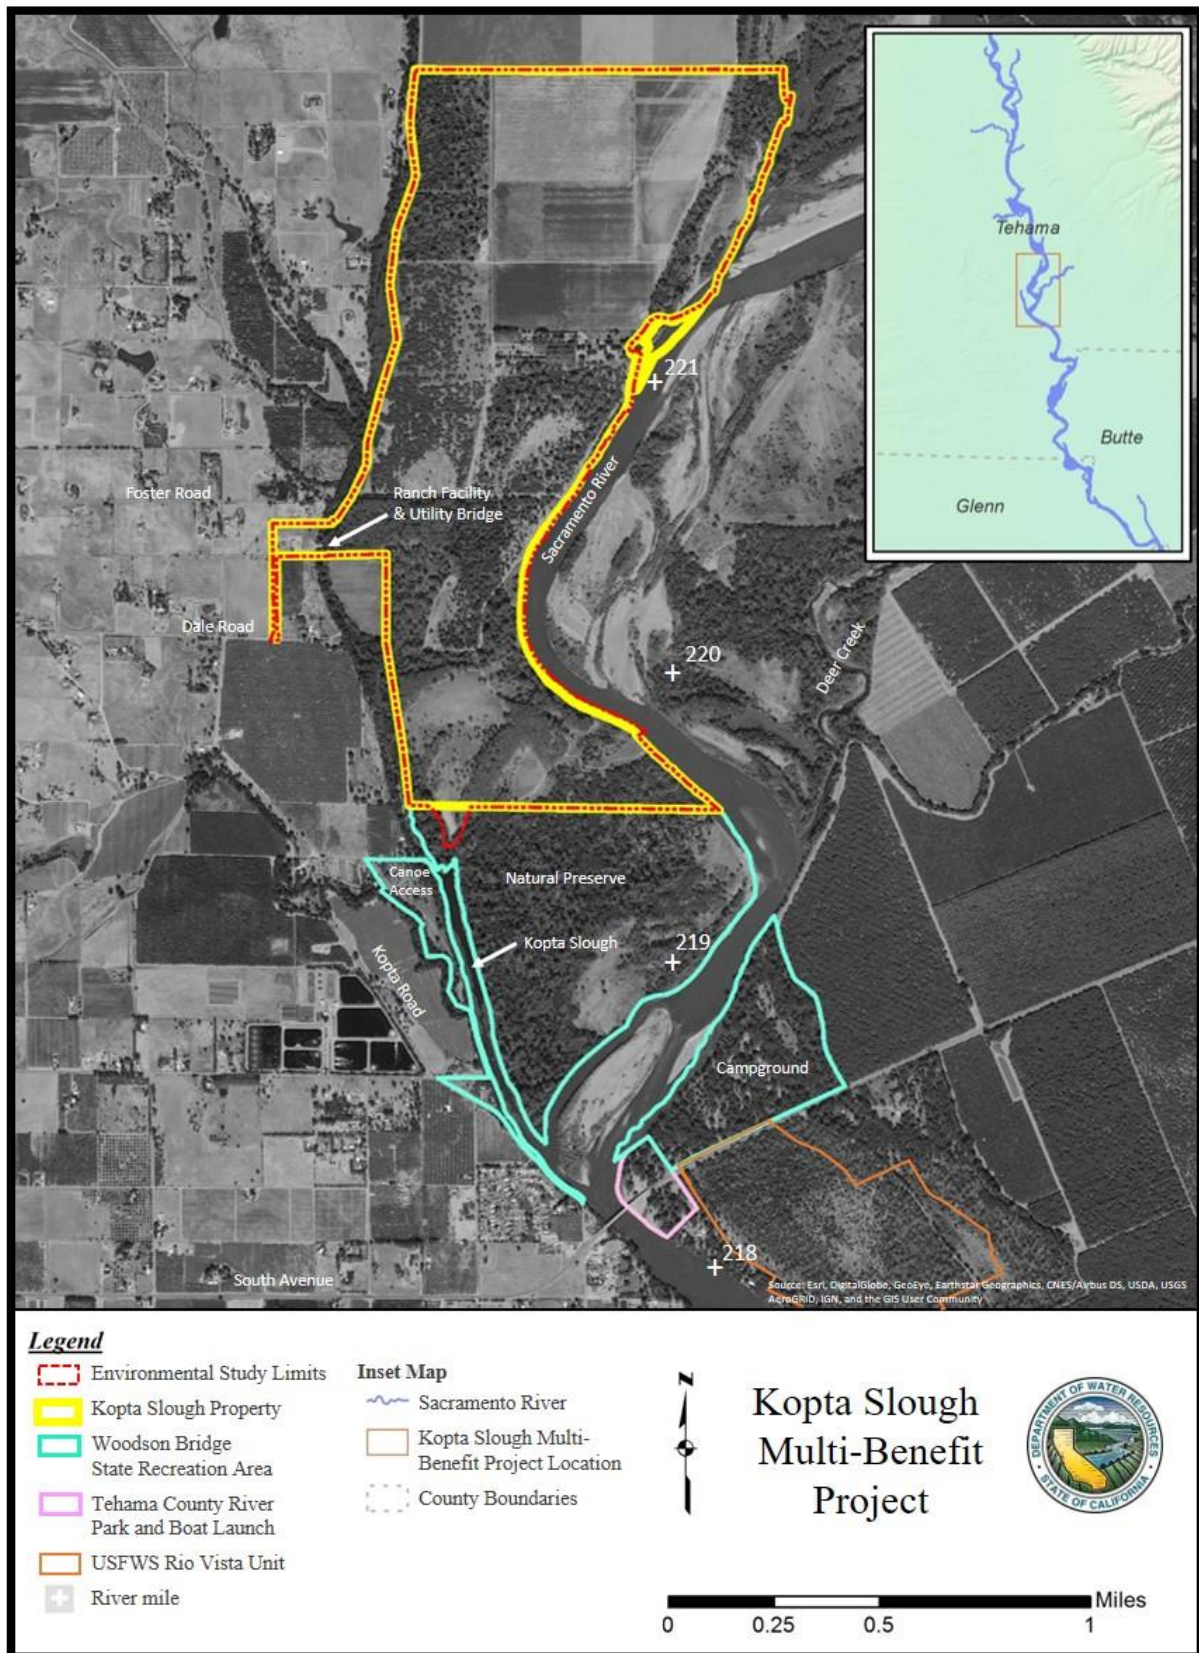 Tehama
Butte
Glenn
221
Sacramento River
Foster Road
Ranch Facility
& Utility Bridge
Dale Road
220
Deer Creek
Canoe
Access
Natural Preserve
219
Kopta Slough
Kopta Road
Campground
218
South Avenue
Source: Esri, DigitalGlobe, GeoEye, Earthstar Geographics, CNES/Airbus DS, USDA, USGS
AeroGRID, IGN, and the GIS User Community
Legend
Environmental Study Limits
Kopta Slough Property
Woodson Bridge
State Recreation Area
Tehama County River
Park and Boat Launch
USFWS Rio Vista Unit
River mile
Inset Map
Sacramento River
Kopta Slough Multi-
Benefit Project Location
County Boundaries
N
Kopta Slough
Multi-Benefit
Project
DEPARTMENT OF WATER RESOURCES
STATE OF CALIFORNIA
Miles
0 0.25 0.5 1